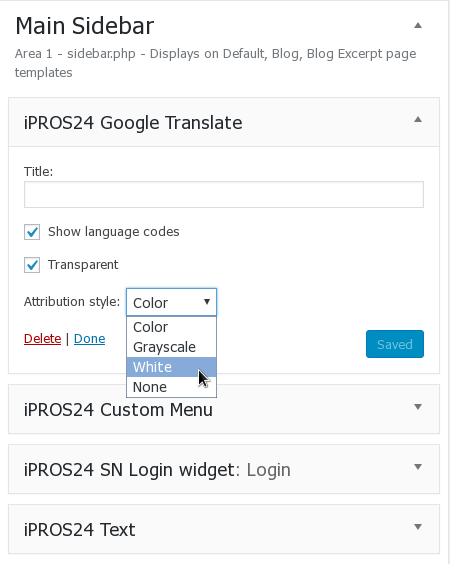 Main Sidebar
Area 1 - sidebar.php - Displays on Default, Blog, Blog Excerpt page
templates
iPROS24 Google Translate
Title:
Show language codes
Transparent
Attribution style: Color
Color
Grayscale
White
None
Delete | Done
Saved
iPROS24 Custom Menu
iPROS24 SN Login widget: Login
iPROS24 Text